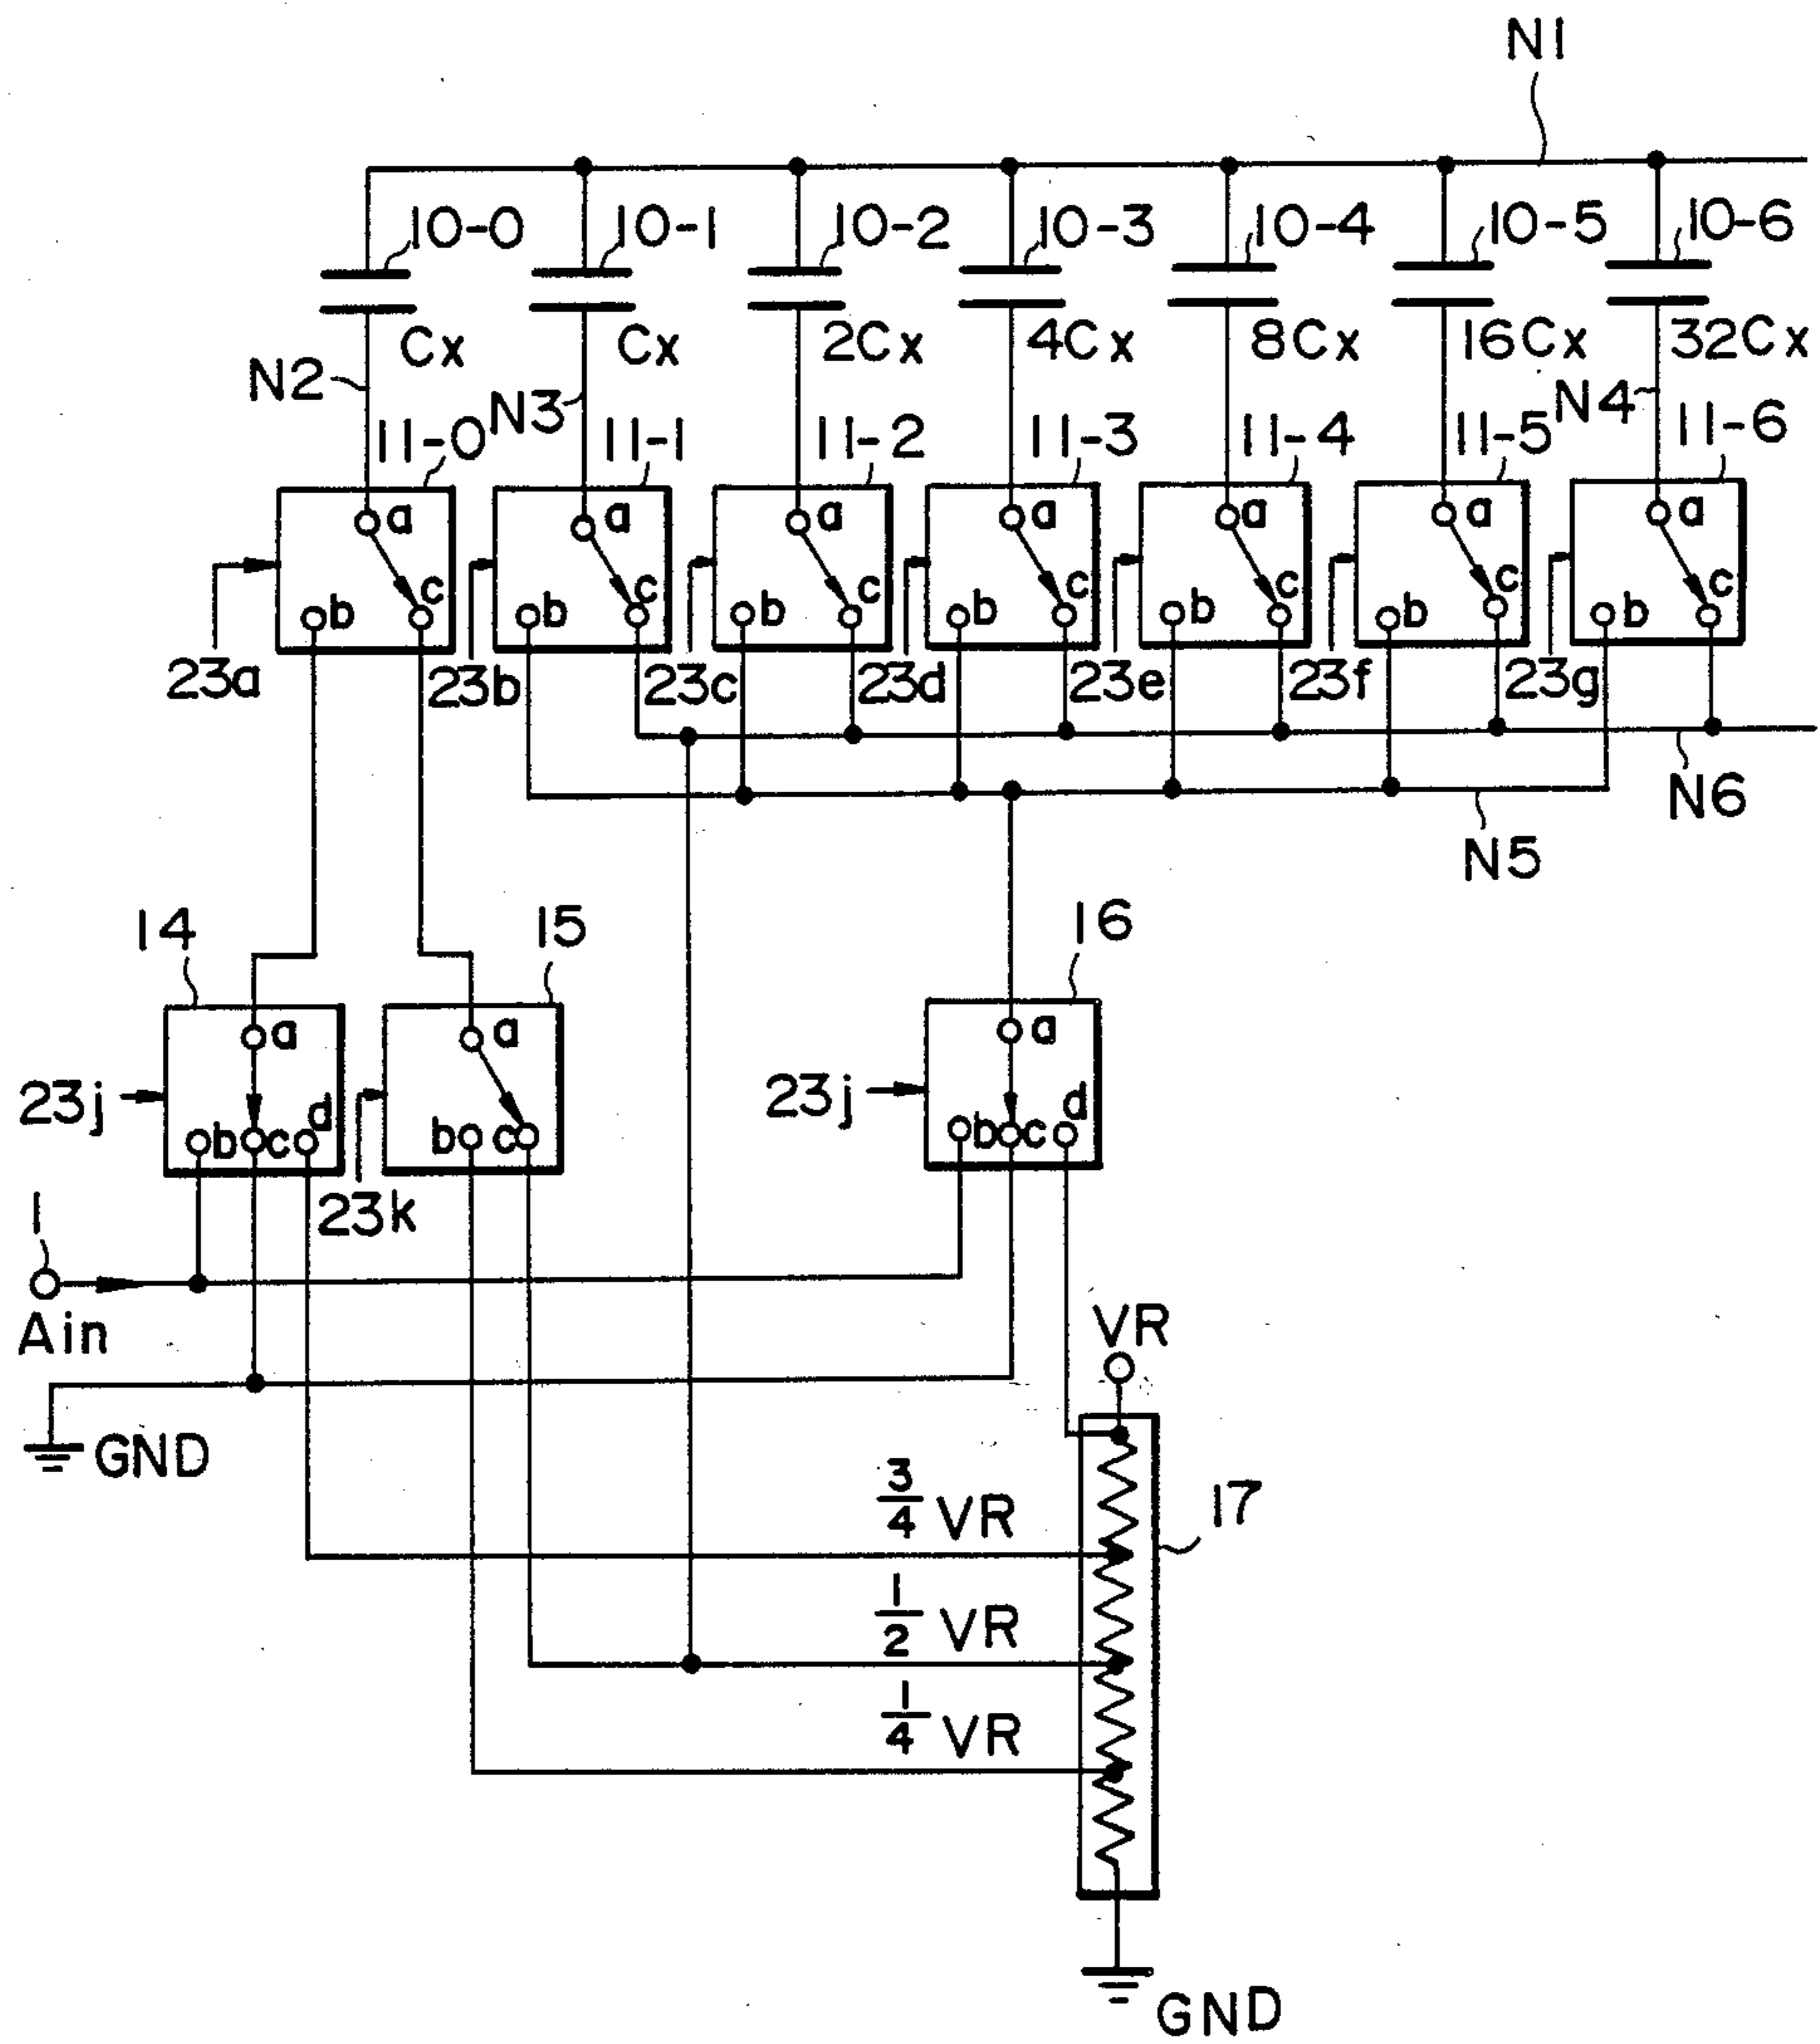 N1
10-0 10-1 10-2 10-3 10-4 10-5 10-6
Cx Cx 2Cx 4Cx 8Cx 16Cx 32Cx
N2 N3 N4
11-0 11-1 11-2 11-3 11-4 11-5 11-6
a a a a a a a
b c b c b c b c b c b c b c
23a 23b 23c 23d 23e 23f 23g
N6
N5
14 15 16
a a a
23j 23j
b c d b c b c d
23k
1
Ain
VR
GND
3/4 VR
17
1/2 VR
1/4 VR
GND